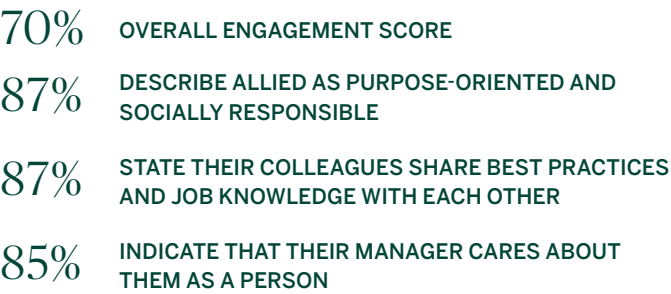 70% OVERALL ENGAGEMENT SCORE
87% DESCRIBE ALLIED AS PURPOSE-ORIENTED AND
SOCIALLY RESPONSIBLE
87% STATE THEIR COLLEAGUES SHARE BEST PRACTICES
AND JOB KNOWLEDGE WITH EACH OTHER
85% INDICATE THAT THEIR MANAGER CARES ABOUT
THEM AS A PERSON